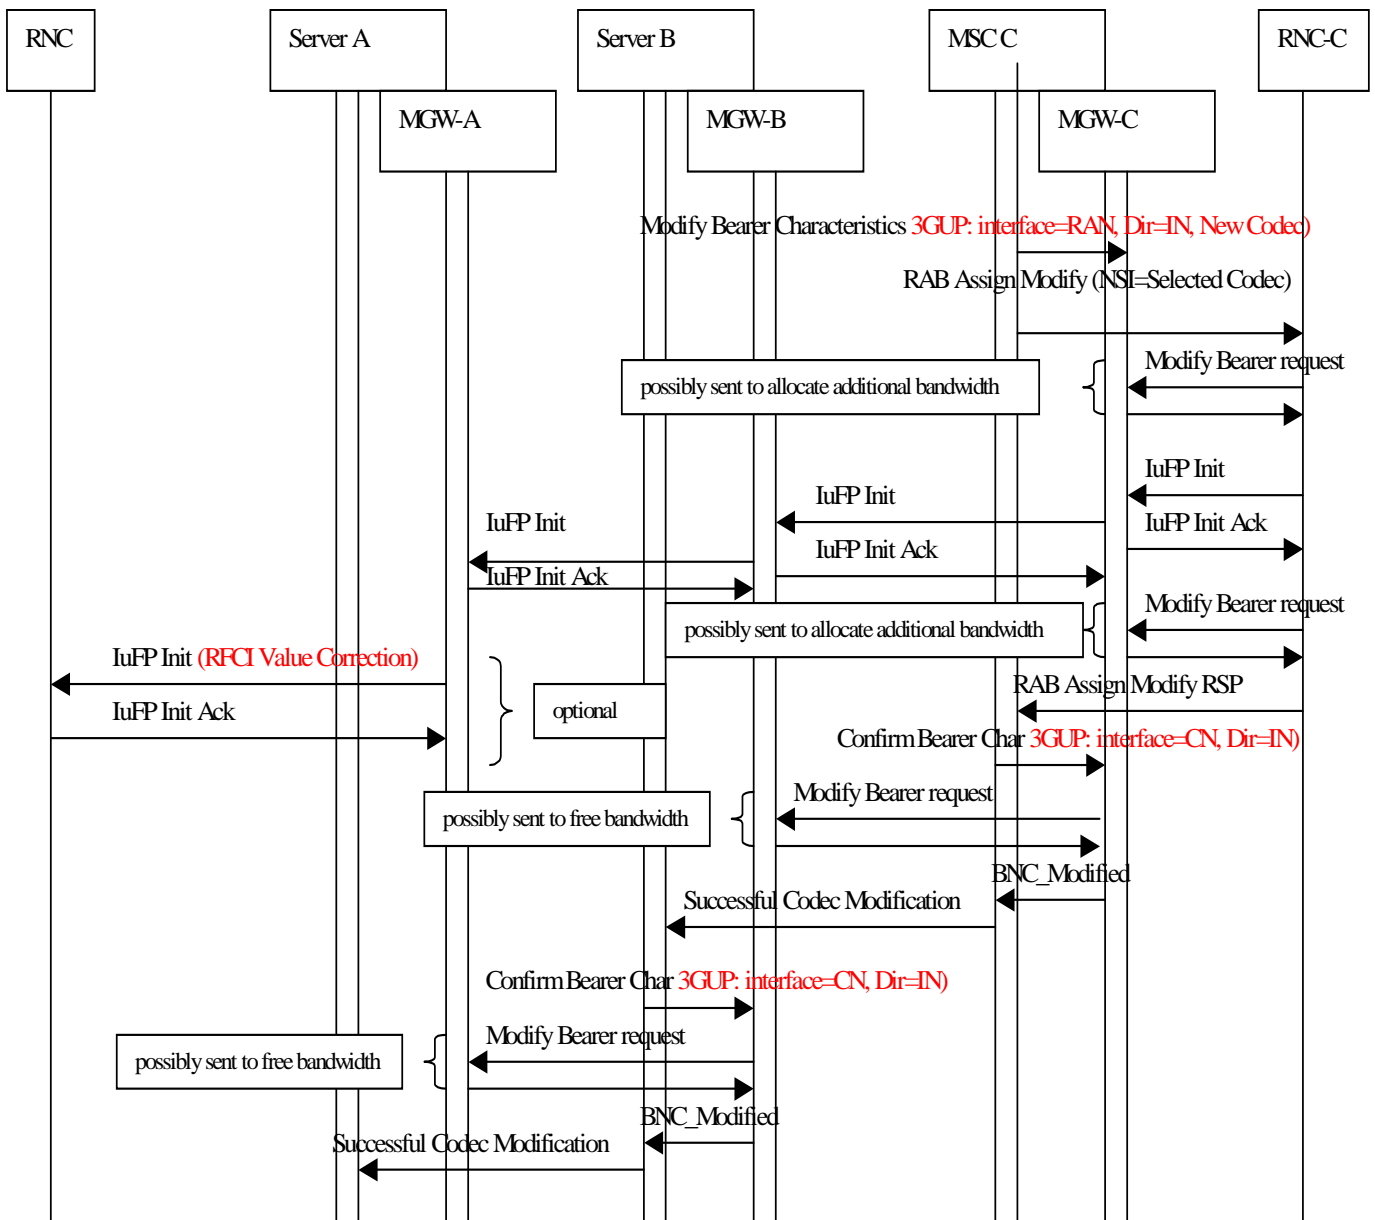 RNC
Server A
Server B
MSC C
RNC-C
MGW-A
MGW-B
MGW-C
Modify Bearer Characteristics 3GUP: interface=RAN, Dir=IN, New Codec)
RAB Assign Modify (NSI=Selected Codec)
Modify Bearer request
possibly sent to allocate additional bandwidth
IuFP Init
IuFP Init
IuFP Init
IuFP Init Ack
IuFP Init Ack
IuFP Init Ack
Modify Bearer request
possibly sent to allocate additional bandwidth
IuFP Init (RFCI Value Correction)
RAB Assign Modify RSP
IuFP Init Ack
optional
Confirm Bearer Char 3GUP: interface=CN, Dir=IN)
Modify Bearer request
possibly sent to free bandwidth
BNC_Modified
Successful Codec Modification
Confirm Bearer Char 3GUP: interface=CN, Dir=IN)
Modify Bearer request
possibly sent to free bandwidth
BNC_Modified
Successful Codec Modification